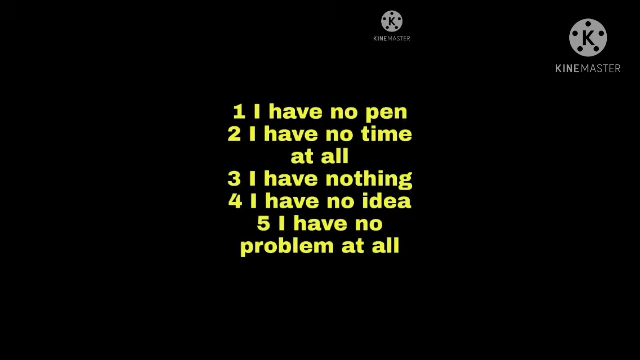 KINEMASTER
KINEMASTER
1 I have no pen
2 I have no time
at all
3 I have nothing
4 I have no idea
5 I have no
problem at all